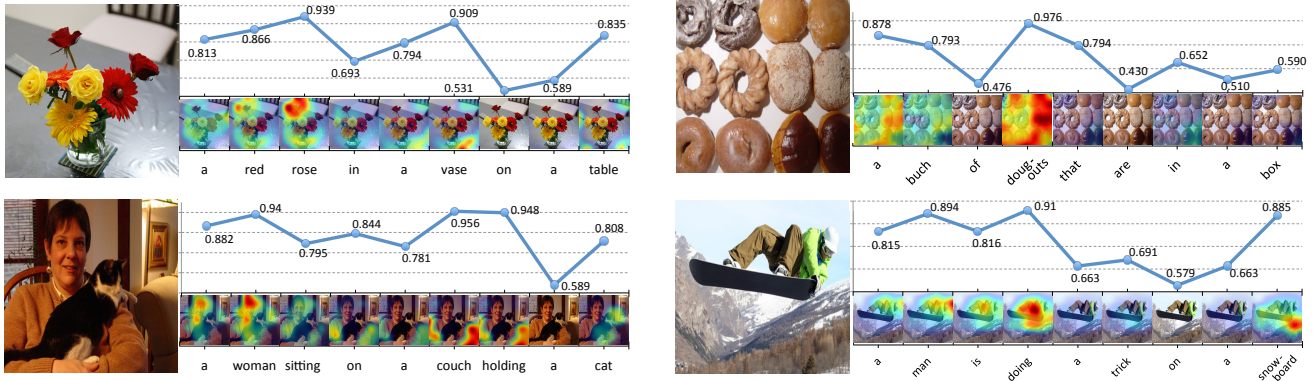 0.813 0.866 0.939 0.693 0.794 0.909 0.531 0.589 0.835
a red rose in a vase on a table
0.878 0.793 0.476 0.976 0.794 0.430 0.652 0.510 0.590
a buch of doug-outs that are in a box
0.882 0.94 0.795 0.844 0.781 0.956 0.948 0.589 0.808
a woman sitting on a couch holding a cat
0.815 0.894 0.816 0.91 0.663 0.691 0.579 0.663 0.885
a man is doing a trick on a snow-board